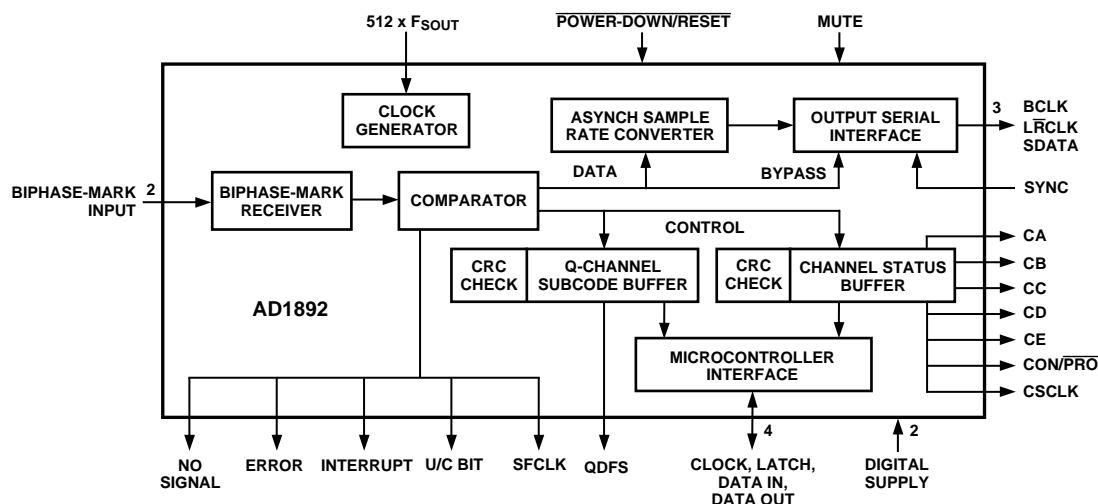 512 x FSOUT
POWER-DOWN/RESET
MUTE
CLOCK
GENERATOR
ASYNCH SAMPLE
RATE CONVERTER
OUTPUT SERIAL
INTERFACE
3
BCLK
LRCLK
SDATA
DATA
BYPASS
BIPHASE-MARK
INPUT
2
BIPHASE-MARK
RECEIVER
COMPARATOR
SYNC
CONTROL
CRC
CHECK
Q-CHANNEL
SUBCODE BUFFER
CRC
CHECK
CHANNEL STATUS
BUFFER
CA
CB
CC
CD
CE
CON/PRO
CSCLK
AD1892
MICROCONTROLLER
INTERFACE
4
2
NO
SIGNAL
ERROR
INTERRUPT
U/C BIT
SFCLK
QDFS
CLOCK, LATCH,
DATA IN,
DATA OUT
DIGITAL
SUPPLY